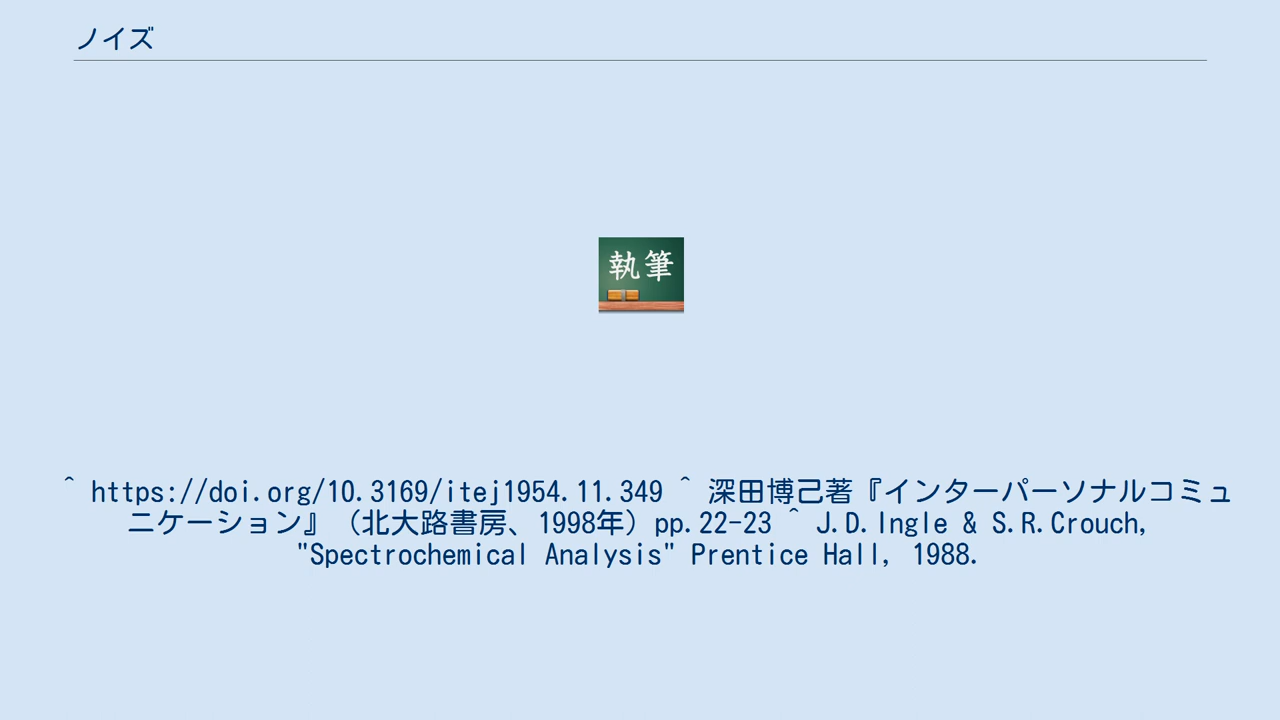 ノイズ
執筆
^ https://doi.org/10.3169/itej1954.11.349 ^ 深田博己著『インターパーソナルコミュ
ニケーション』（北大路書房、1998年）pp.22-23 ^ J.D.Ingle & S.R.Crouch,
"Spectrochemical Analysis" Prentice Hall, 1988.